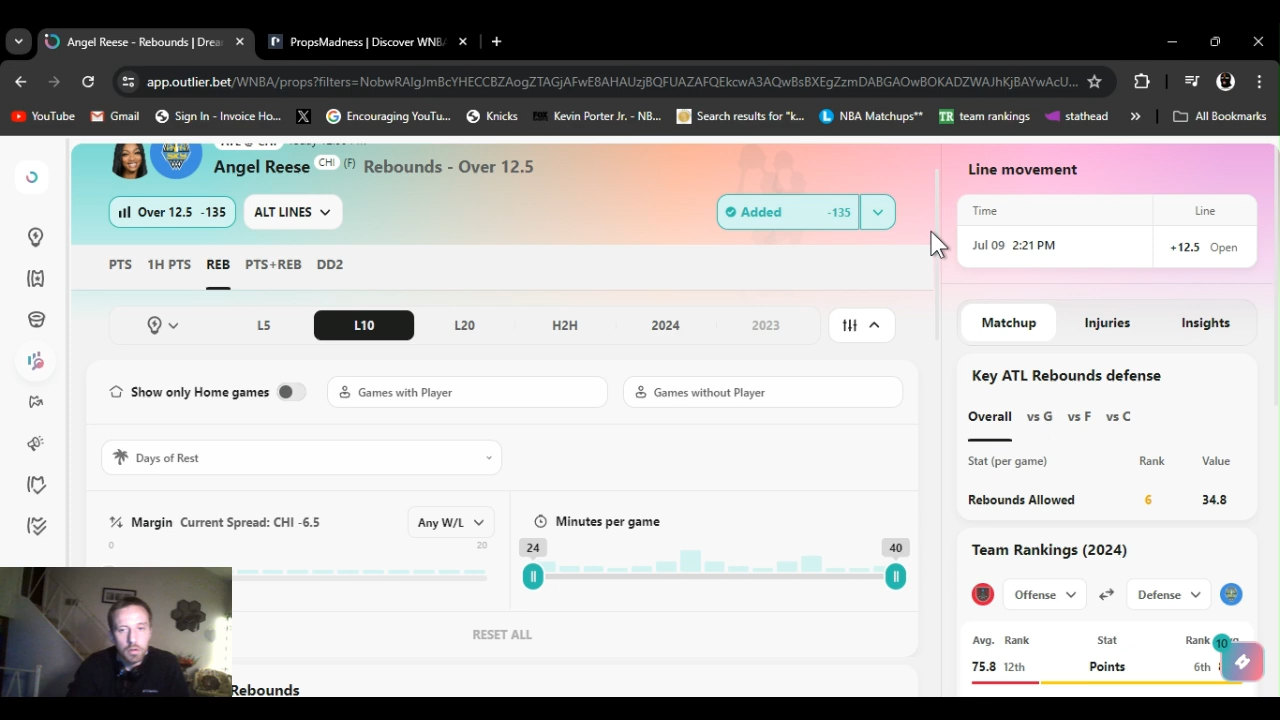 Angel Reese - Rebounds | Drea
PropsMadness | Discover WNB
app.outlier.bet/WNBA/props?filters=NobwRAlgJmBcYHECCBZAogZTAGjAFwE8AHAUzjBQFUAZAFQEkcwA3AQwBsBXEgZzmDABGAOwBOKADZWAJhKjBAYwAcU...
YouTube
Gmail
Sign In - Invoice Ho...
Encouraging YouTu...
Knicks
Kevin Porter Jr. - NB...
Search results for "k...
NBA Matchups**
TR team rankings
stathead
»
All Bookmarks
Angel Reese CHI (F) Rebounds - Over 12.5
Over 12.5 -135
ALT LINES
Added -135
PTS 1H PTS REB PTS+REB DD2
L5 L10 L20 H2H 2024 2023
Show only Home games
Games with Player
Games without Player
Days of Rest
Margin Current Spread: CHI -6.5
Any W/L
0 20
Minutes per game
24 40
RESET ALL
Rebounds
Line movement
Time Line
Jul 09 2:21 PM +12.5 Open
Matchup Injuries Insights
Key ATL Rebounds defense
Overall vs G vs F vs C
Stat (per game) Rank Value
Rebounds Allowed 6 34.8
Team Rankings (2024)
Offense Defense
Avg. Rank Stat Rank
10
75.8 12th Points 6th